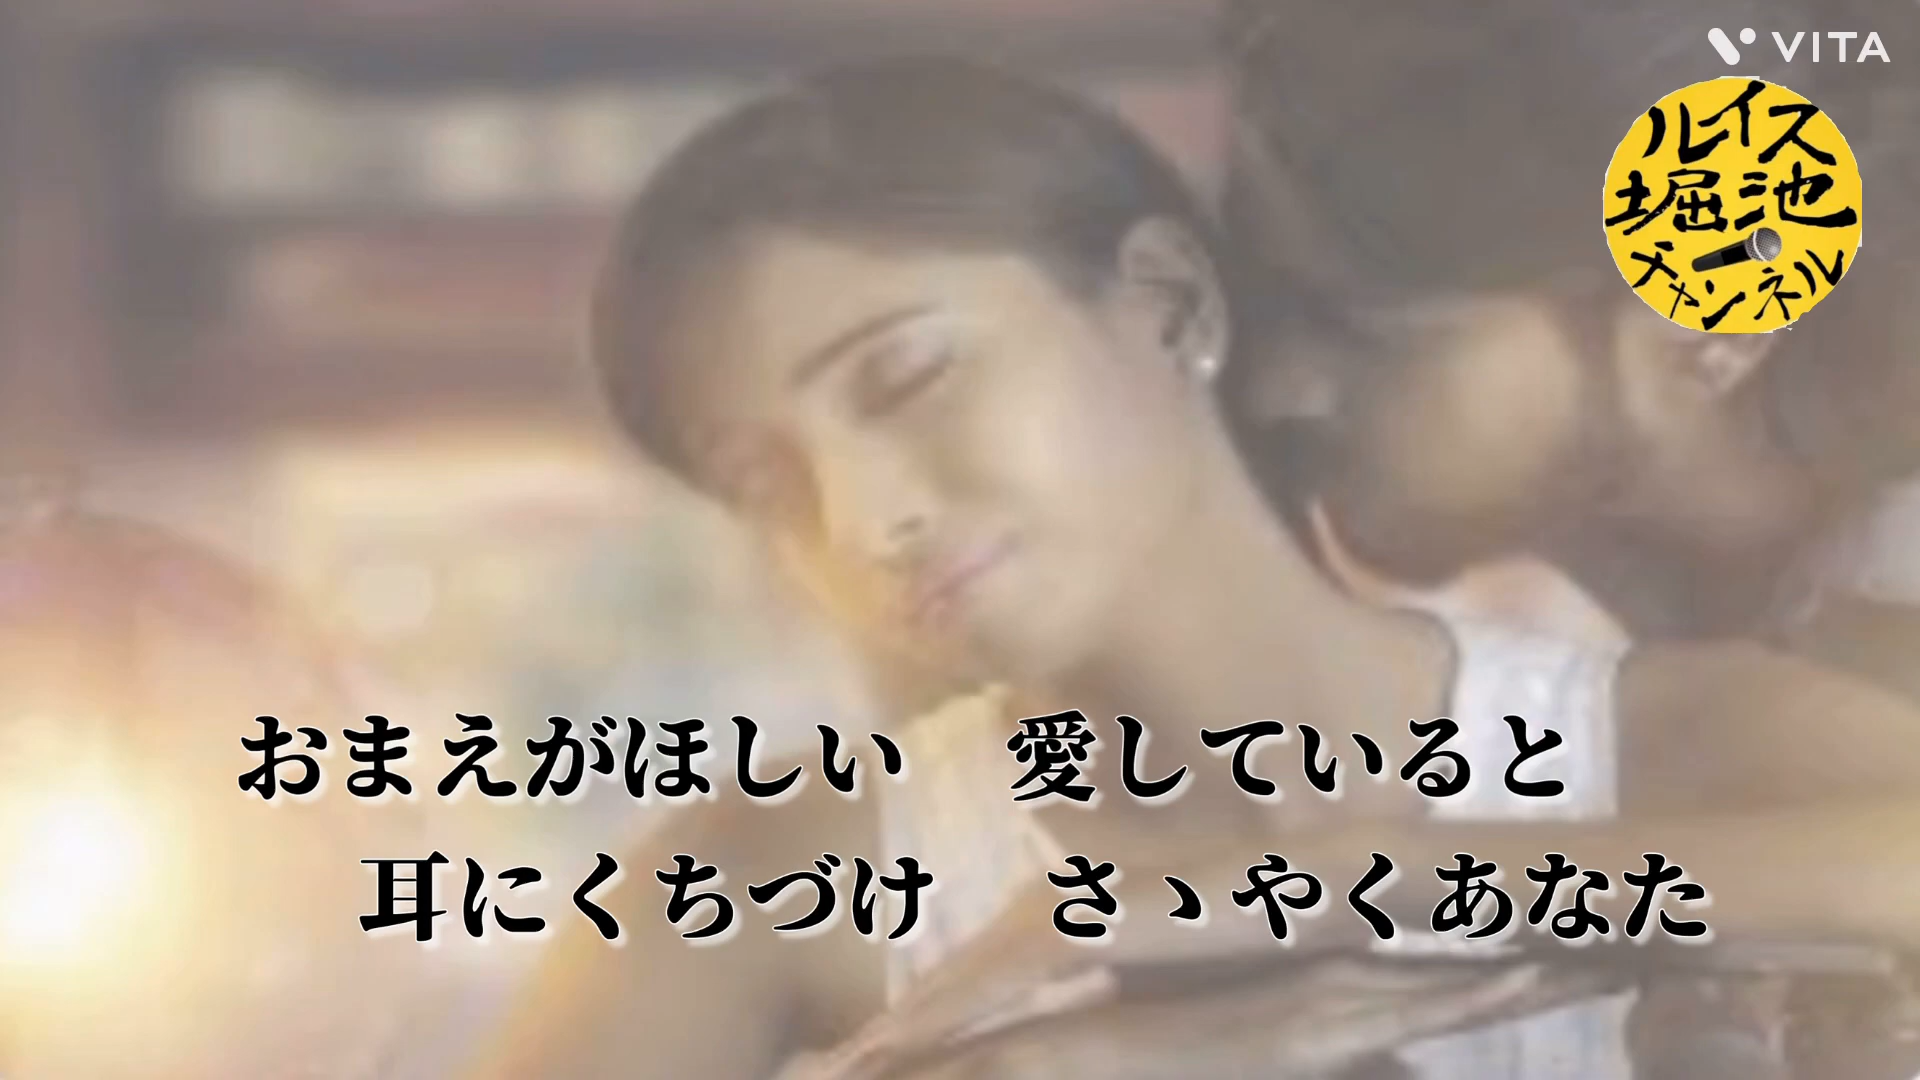 VITA
ルイス
堀池
チャンネル
おまえがほしい　愛していると
耳にくちづけ　さゝやくあなた